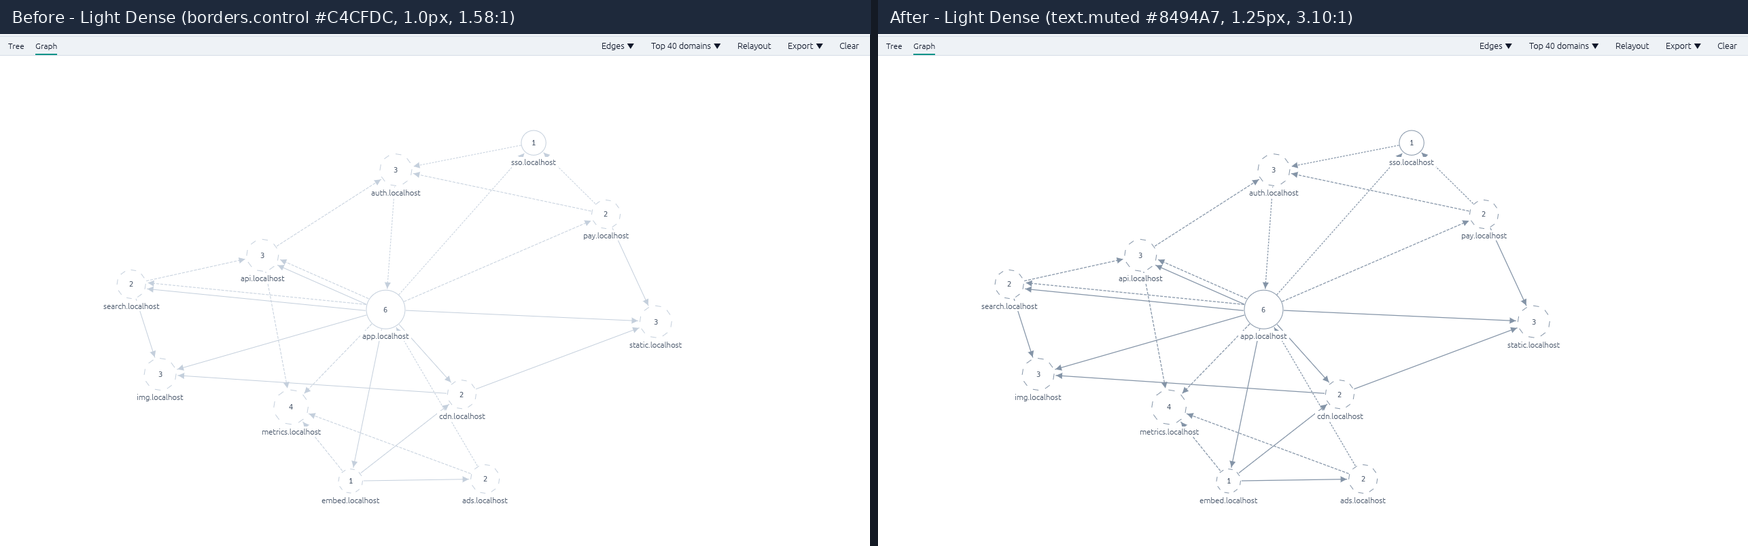 Before - Light Dense (borders.control #C4CFDC, 1.0px, 1.58:1)
Tree Graph Edges ▼ Top 40 domains ▼ Relayout Export ▼ Clear
1
sso.localhost
3
auth.localhost
2
pay.localhost
3
api.localhost
2
search.localhost
6
app.localhost
3
static.localhost
3
img.localhost
2
cdn.localhost
4
metrics.localhost
1
embed.localhost
2
ads.localhost
After - Light Dense (text.muted #8494A7, 1.25px, 3.10:1)
Tree Graph Edges ▼ Top 40 domains ▼ Relayout Export ▼ Clear
1
sso.localhost
3
auth.localhost
2
pay.localhost
3
api.localhost
2
search.localhost
6
app.localhost
3
static.localhost
3
img.localhost
2
cdn.localhost
4
metrics.localhost
1
embed.localhost
2
ads.localhost